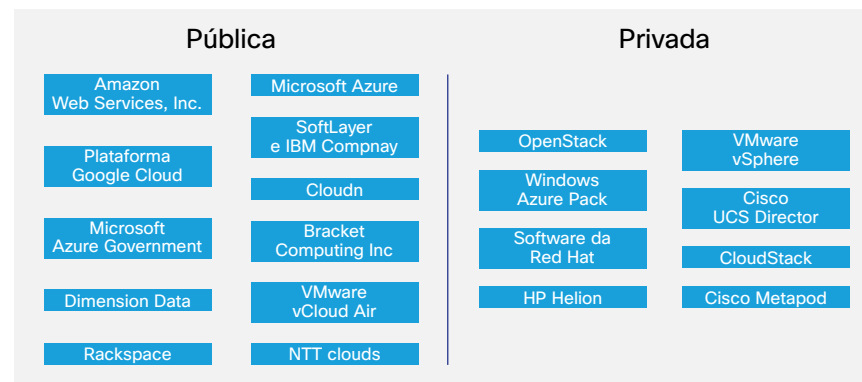 Pública
Amazon
Web Services, Inc.
Plataforma
Google Cloud
Microsoft
Azure Government
Dimension Data
Rackspace
Microsoft Azure
SoftLayer
e IBM Compnay
Cloudn
Bracket
Computing Inc
VMware
vCloud Air
NTT clouds
Privada
OpenStack
Windows
Azure Pack
Software da
Red Hat
HP Helion
VMware
vSphere
Cisco
UCS Director
CloudStack
Cisco Metapod